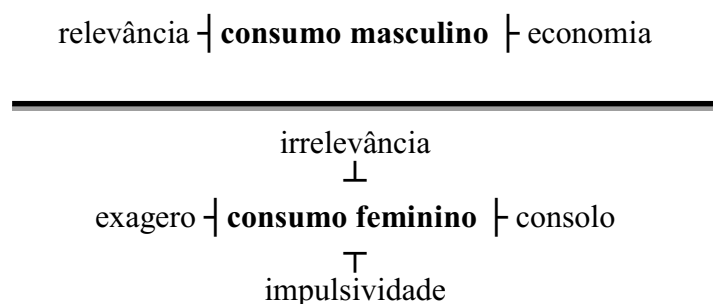 relevância ┤consumo masculino ├ economia
irrelevância
exagero ┤consumo feminino ├ consolo
impulsividade